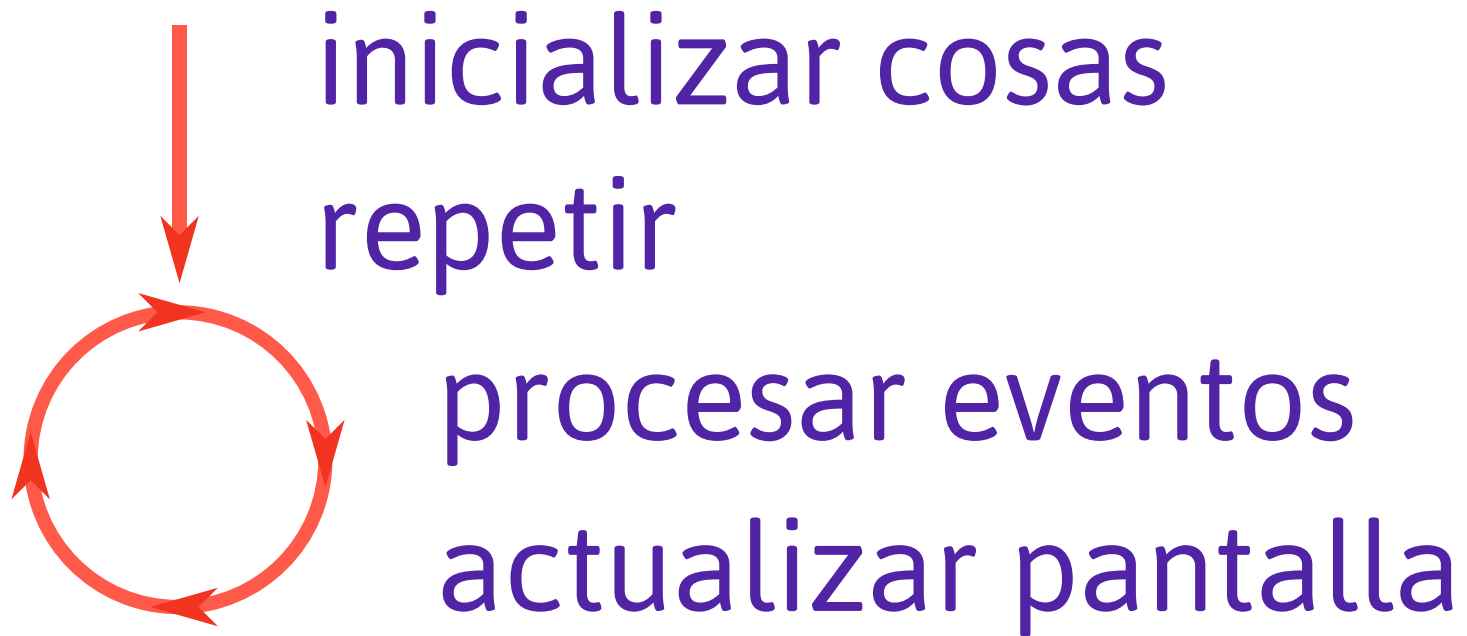 inicializar cosas
repetir
procesar eventos
actualizar pantalla